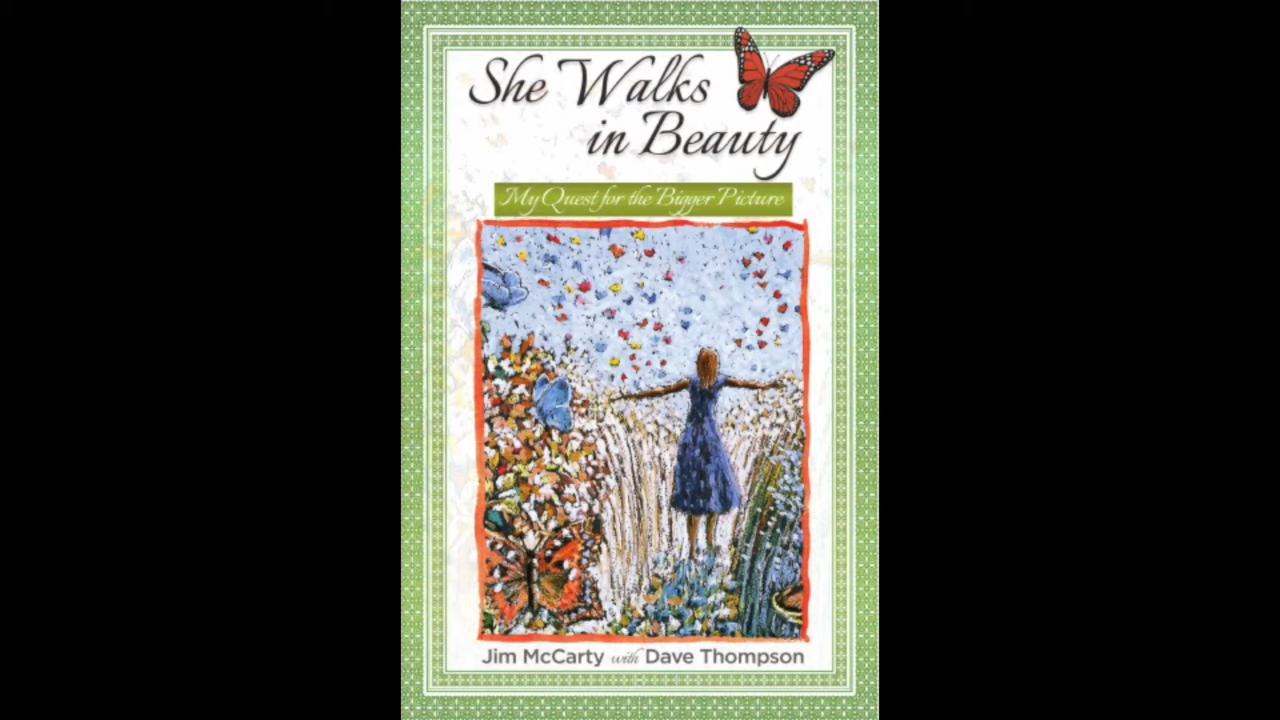 She Walks
in Beauty
My Quest for the Bigger Picture
Jim McCarty with Dave Thompson